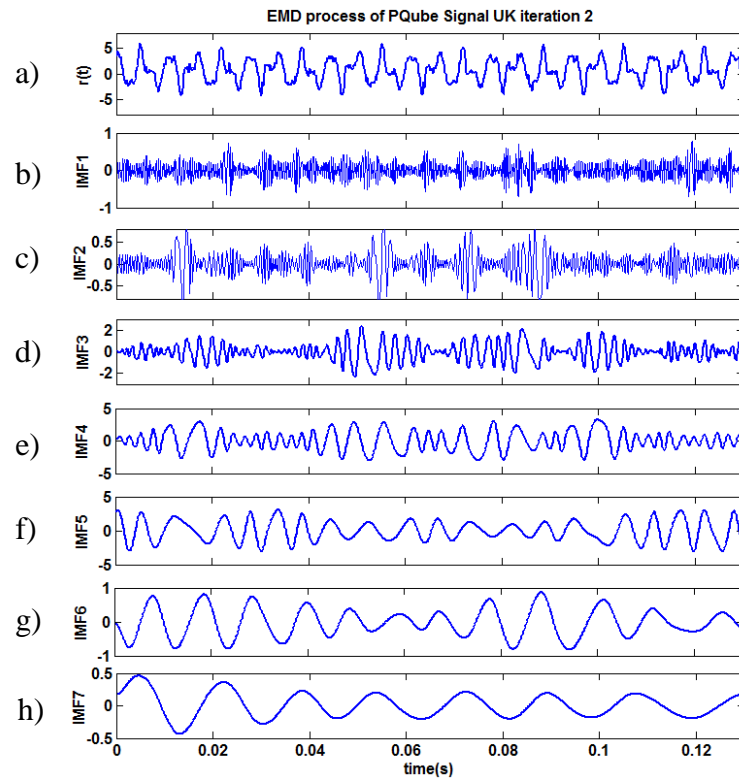 EMD process of PQube Signal UK iteration 2
a)
r(t)
5
0
-5
b)
IMF1
1
0
-1
c)
IMF2
0.5
0
-0.5
d)
IMF3
2
0
-2
e)
IMF4
5
0
-5
f)
IMF5
5
0
-5
g)
IMF6
1
0
-1
h)
IMF7
0.5
0
-0.5
0 0.02 0.04 0.06 0.08 0.1 0.12
time(s)